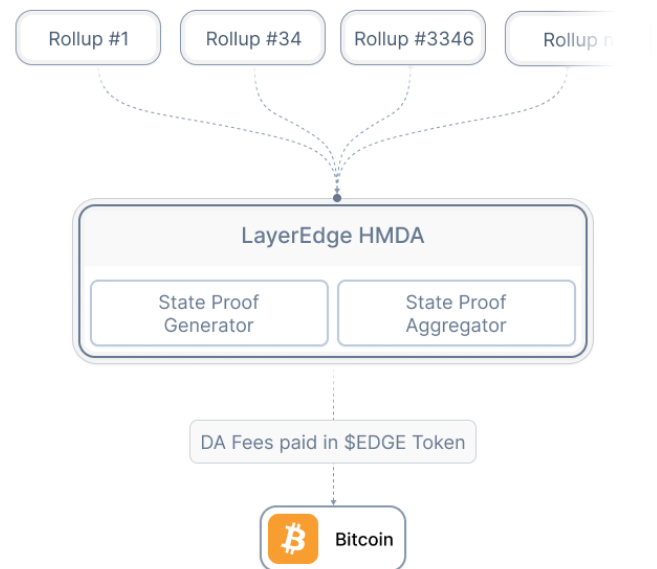 Rollup #1
Rollup #34
Rollup #3346
Rollup n
LayerEdge HMDA
State Proof
Generator
State Proof
Aggregator
DA Fees paid in $EDGE Token
Bitcoin